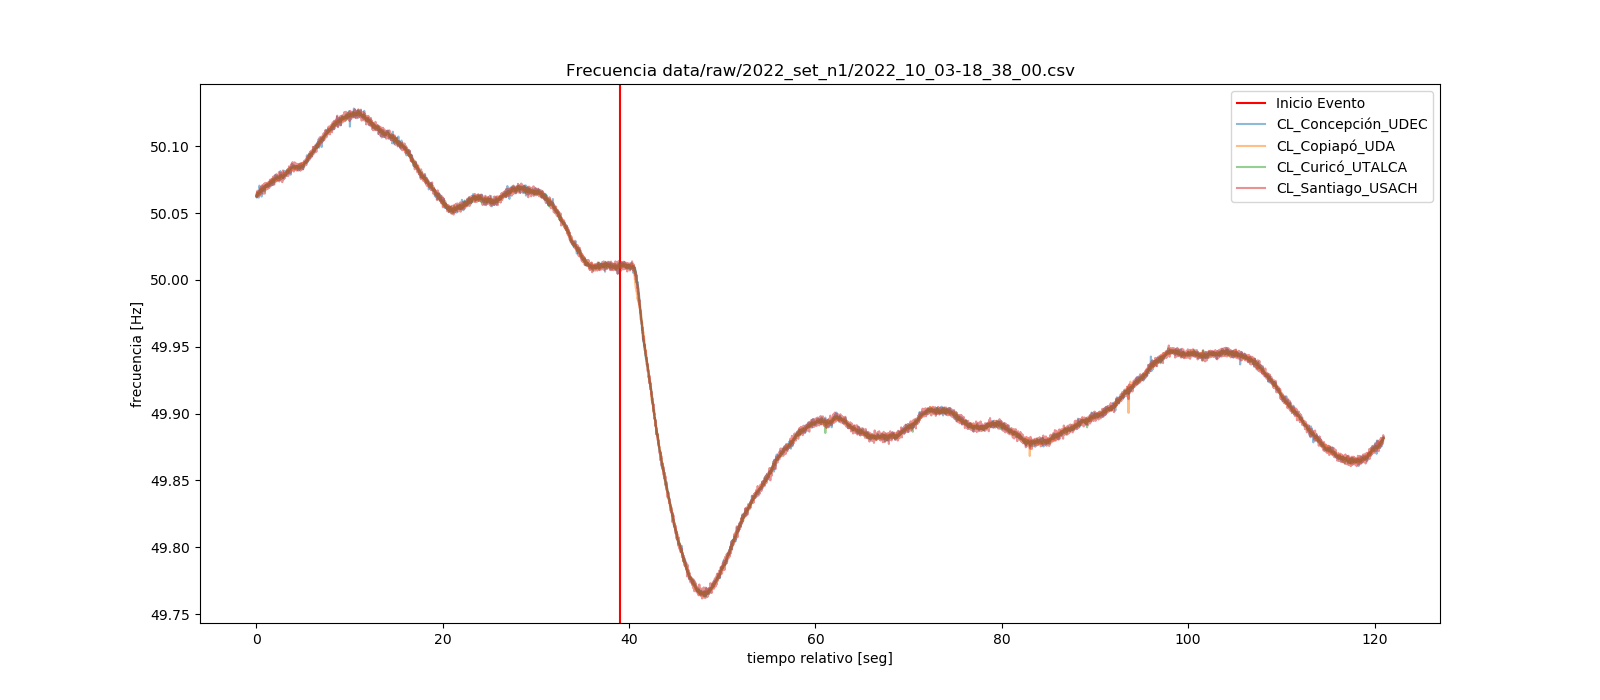 Frecuencia data/raw/2022_set_n1/2022_10_03-18_38_00.csv
Inicio Evento
CL_Concepción_UDEC
CL_Copiapó_UDA
CL_Curicó_UTALCA
CL_Santiago_USACH
frecuencia [Hz]
50.10
50.05
50.00
49.95
49.90
49.85
49.80
49.75
0 20 40 60 80 100 120
tiempo relativo [seg]